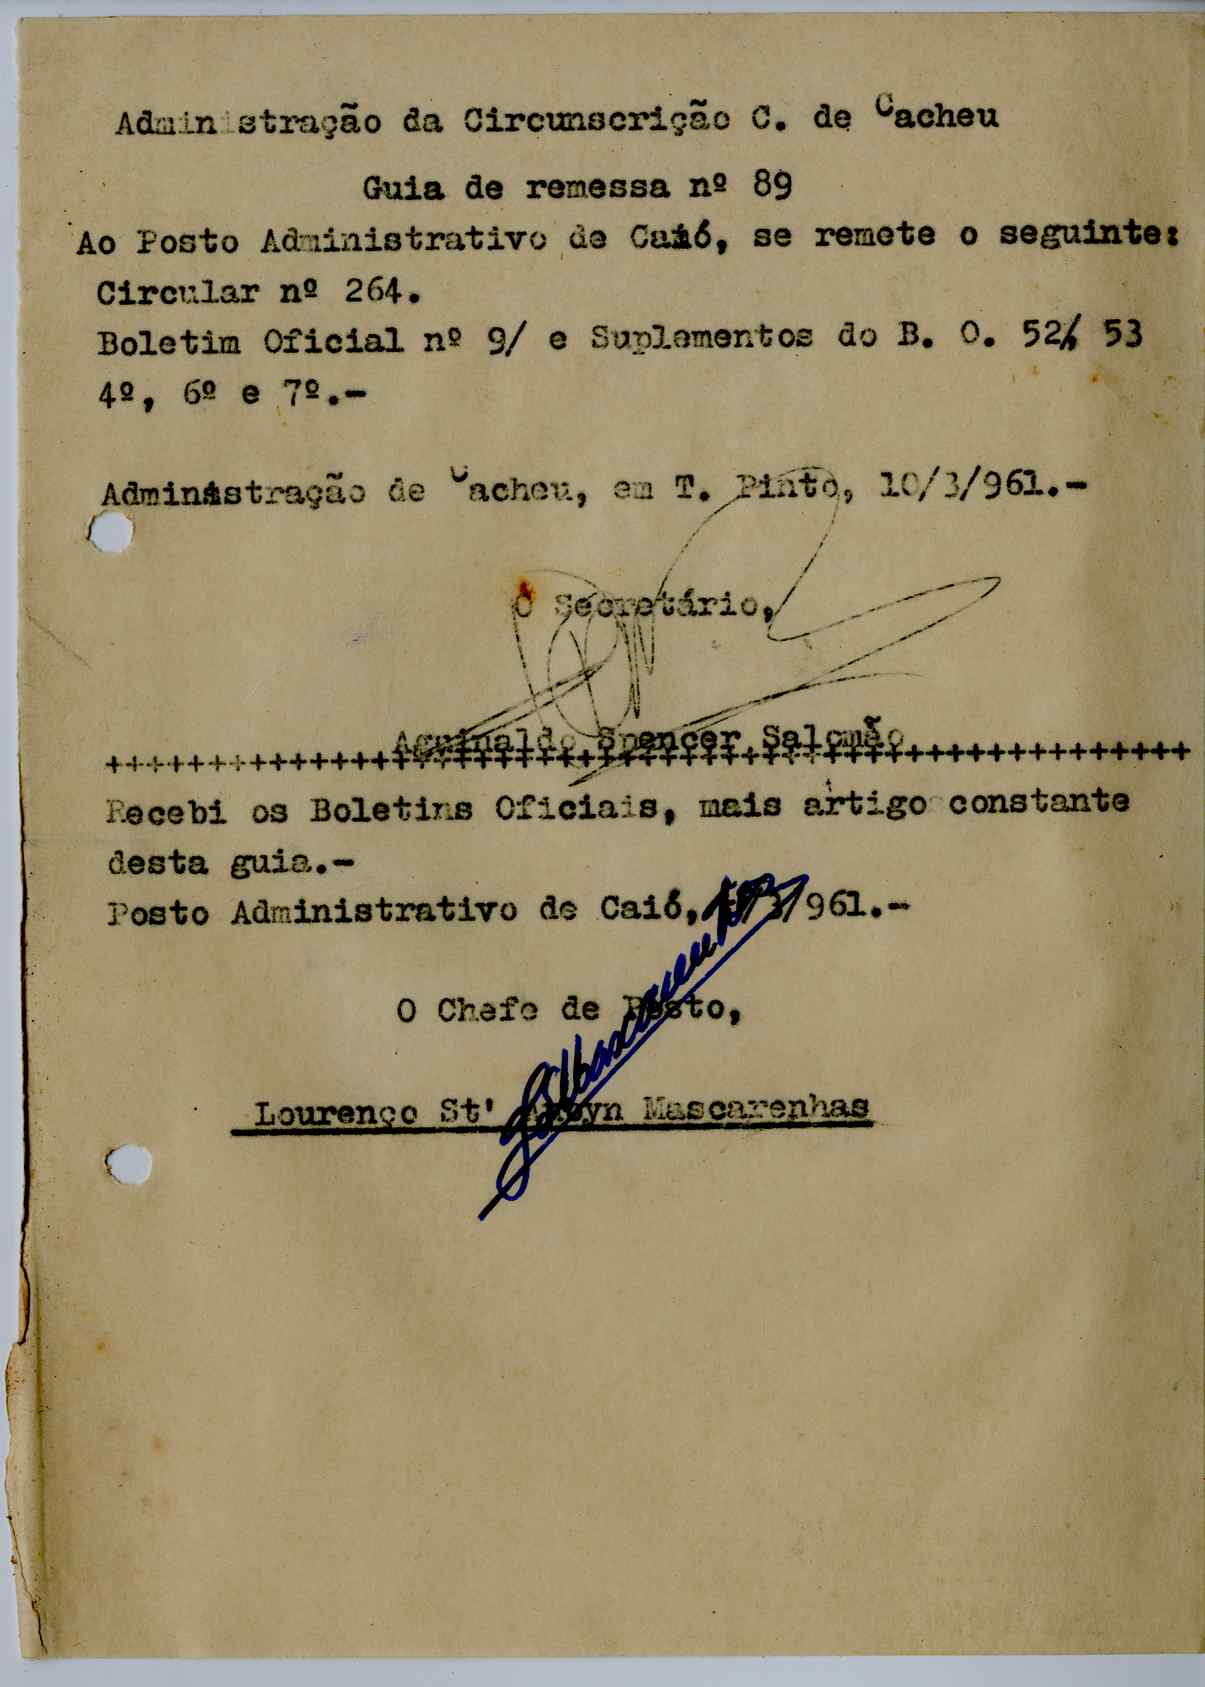 Administração da Circunscrição C. de Cacheu
Guia de remessa nº 89
Ao Posto Administrativo de Caió, se remete o seguinte:
Circular nº 264.
Boletim Oficial nº 9/ e Suplementos do B. O. 52/ 53
4º, 6º e 7º.-
Administração de Cacheu, em T. Pinto, 10/3/961.-
O Secretário,
Aguinaldo Spencer Salomão
+++++++++++++++++++++++++++++++++++++++++++++++++++++
Recebi os Boletins Oficiais, mais artigo constante
desta guia.-
Posto Administrativo de Caió, /3/961.-
O Chefe de Posto,
Lourenço St' Mascarenhas